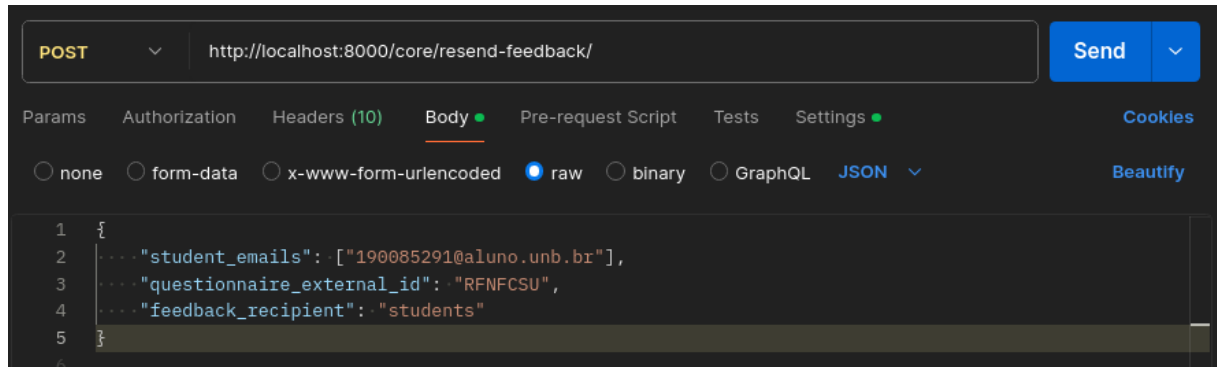 POST http://localhost:8000/core/resend-feedback/ Send
Params Authorization Headers (10) Body Pre-request Script Tests Settings Cookies
none form-data x-www-form-urlencoded raw binary GraphQL JSON Beautify
1 {
2 "student_emails": ["190085291@aluno.unb.br"],
3 "questionnaire_external_id": "RFNFCSU",
4 "feedback_recipient": "students"
5 }
6